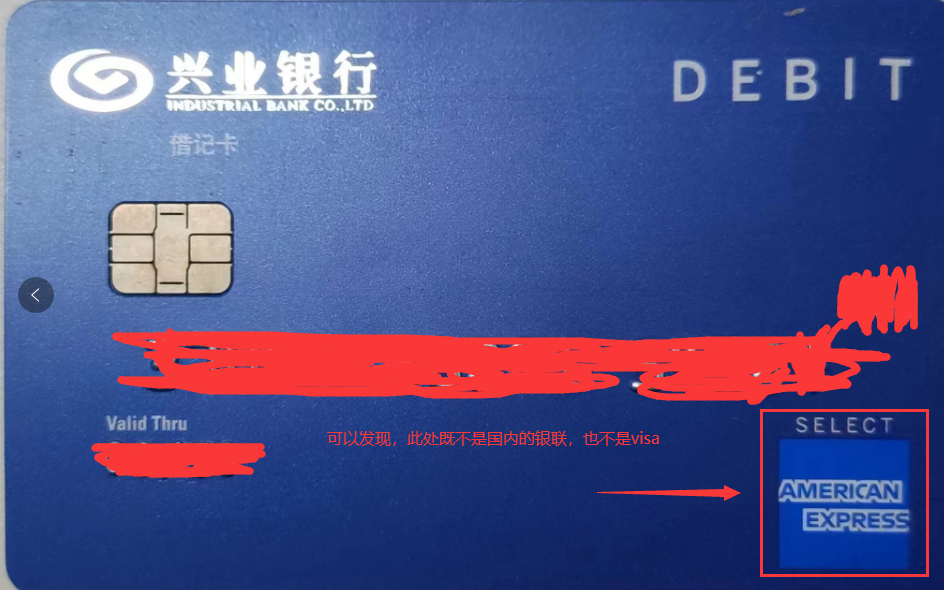 兴业银行
INDUSTRIAL BANK CO.,LTD
DEBIT
借记卡
Valid Thru
可以发现，此处既不是国内的银联，也不是visa
SELECT
AMERICAN
EXPRESS